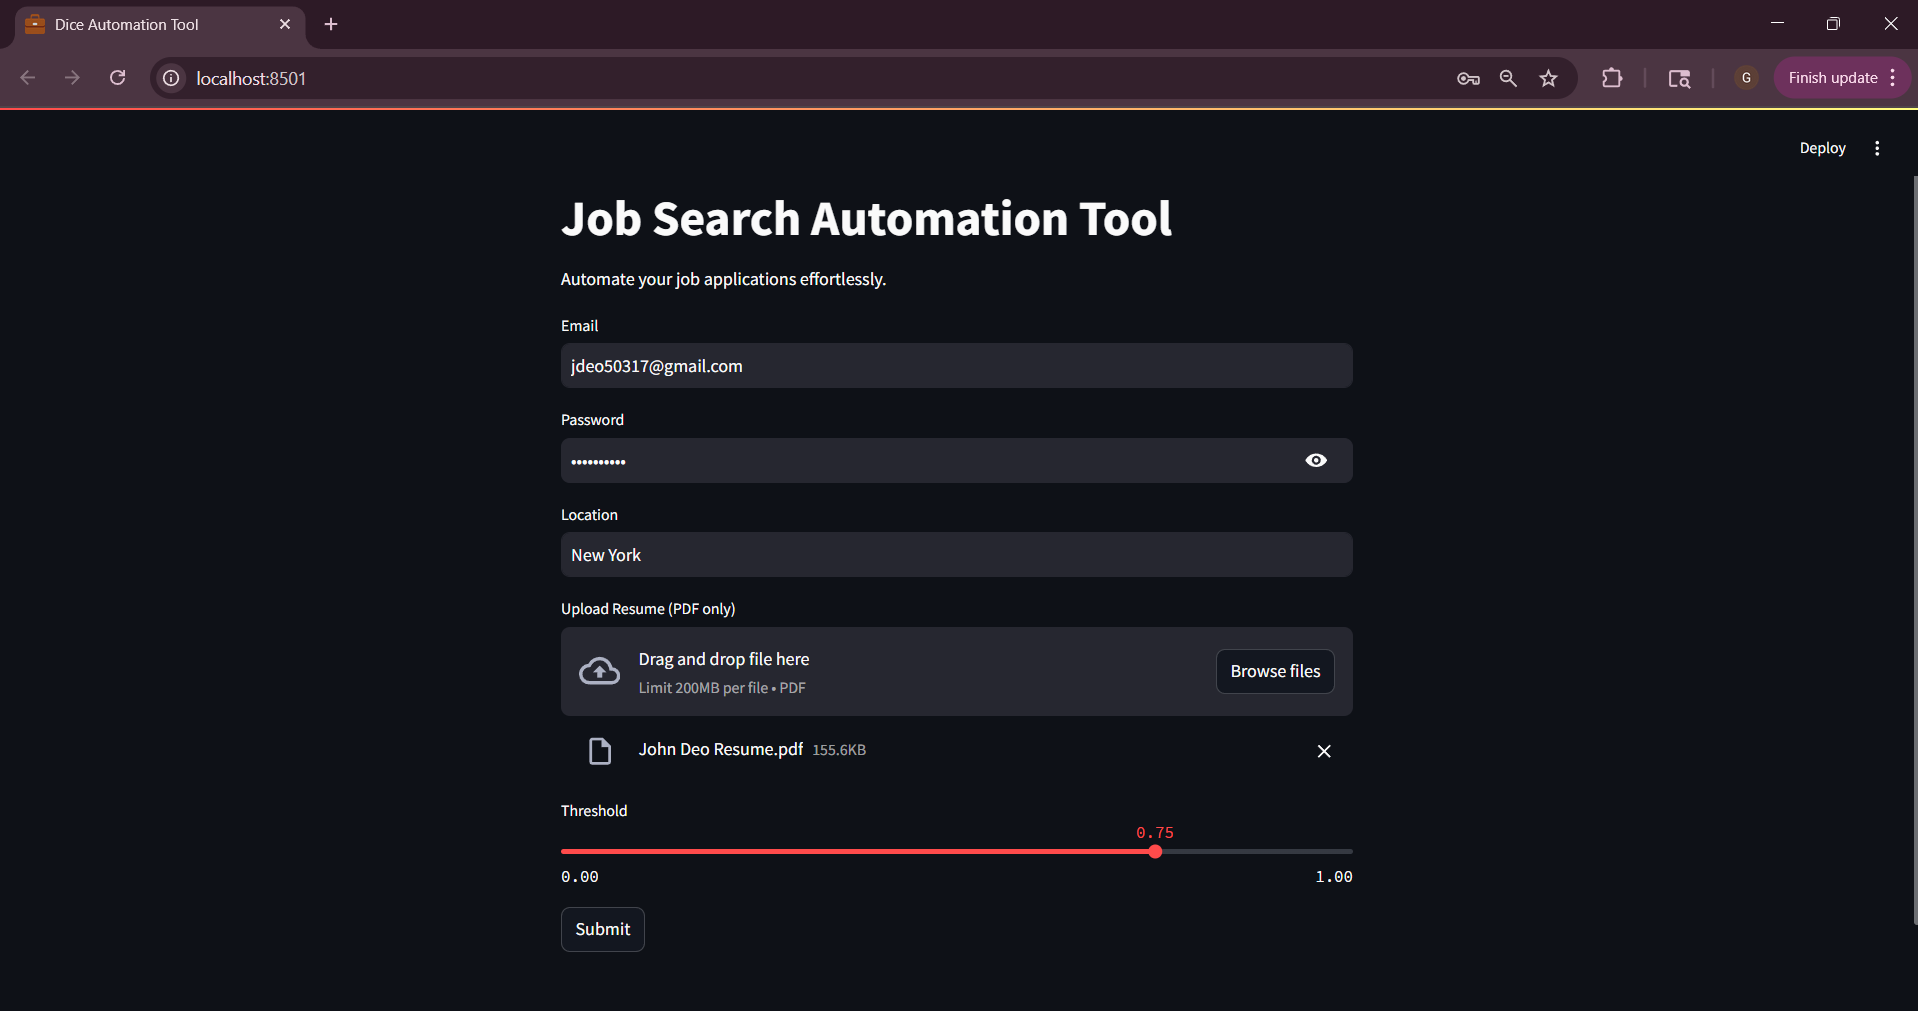 Dice Automation Tool
localhost:8501
G
Finish update
Deploy
Job Search Automation Tool
Automate your job applications effortlessly.
Email
jdeo50317@gmail.com
Password
••••••••••
Location
New York
Upload Resume (PDF only)
Drag and drop file here
Limit 200MB per file • PDF
Browse files
John Deo Resume.pdf 155.6KB
Threshold
0.75
0.00 1.00
Submit